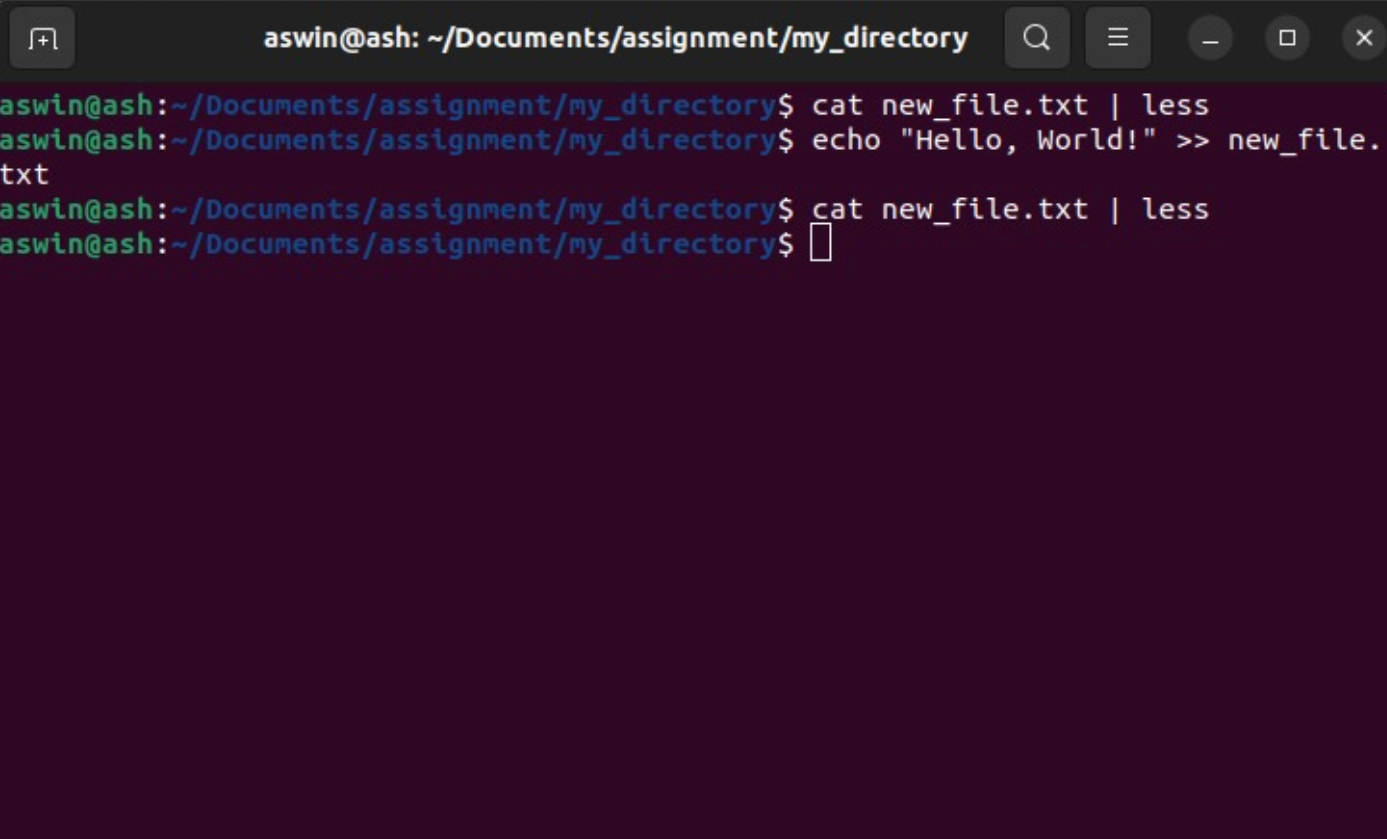 aswin@ash: ~/Documents/assignment/my_directory
aswin@ash:~/Documents/assignment/my_directory$ cat new_file.txt | less
aswin@ash:~/Documents/assignment/my_directory$ echo "Hello, World!" >> new_file.
txt
aswin@ash:~/Documents/assignment/my_directory$ cat new_file.txt | less
aswin@ash:~/Documents/assignment/my_directory$